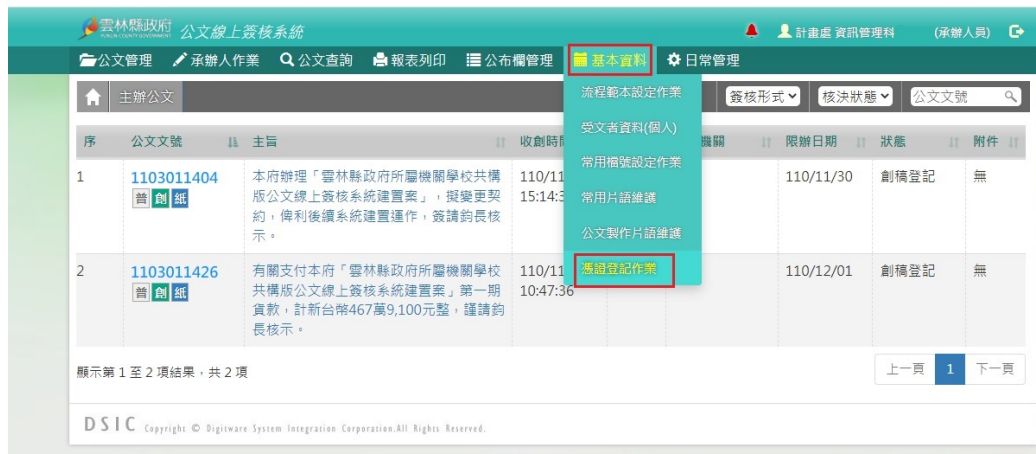 雲林縣政府 公文線上簽核系統
YUNLIN COUNTY GOVERNMENT
計畫處 資訊管理科 (承辦人員)
公文管理 承辦人作業 公文查詢 報表列印 公布欄管理 基本資料 日常管理
主辦公文
簽核形式 核決狀態 公文文號
流程範本設定作業
受文者資料(個人)
常用檔號設定作業
常用片語維護
公文製作片語維護
憑證登記作業
序 公文文號 主旨 收創時 機關 限辦日期 狀態 附件
1 1103011404 本府辦理「雲林縣政府所屬機關學校共構 110/11 110/11/30 創稿登記 無
普 創 紙 版公文線上簽核系統建置案」,擬變更契 15:14:3
約,俾利後續系統建置運作,簽請鈞長核
示。
2 1103011426 有關支付本府「雲林縣政府所屬機關學校 110/11 110/12/01 創稿登記 無
普 創 紙 共構版公文線上簽核系統建置案」第一期 10:47:36
貨款,計新台幣467萬9,100元整,謹請鈞
長核示。
顯示第 1 至 2 項結果,共 2 項
上一頁 1 下一頁
DSIC Copyright © Digiware System Integration Corporation.All Rights Reserved.